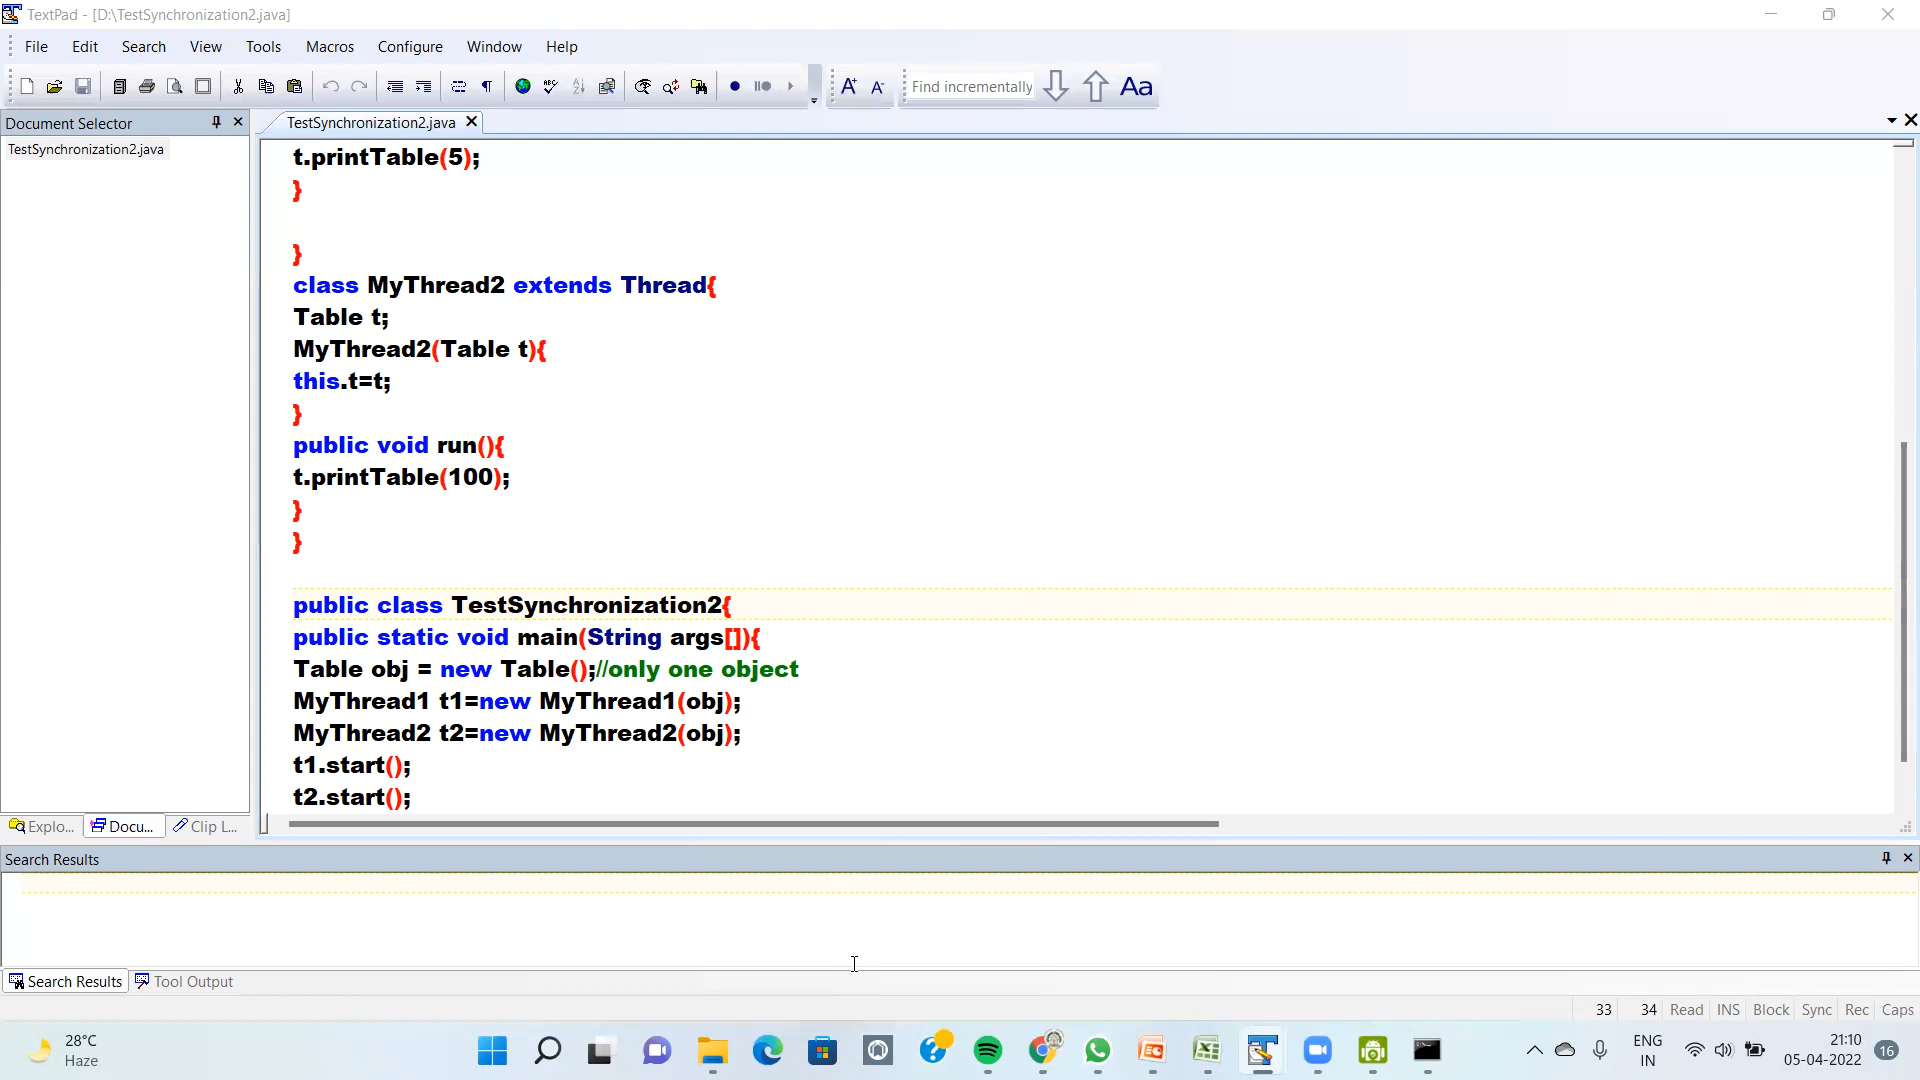 TextPad - [D:\TestSynchronization2.java]
File Edit Search View Tools Macros Configure Window Help
Find incrementally Aa
Document Selector
TestSynchronization2.java
TestSynchronization2.java
t.printTable(5);
}
}
class MyThread2 extends Thread{
Table t;
MyThread2(Table t){
this.t=t;
}
public void run(){
t.printTable(100);
}
}
public class TestSynchronization2{
public static void main(String args[]){
Table obj = new Table();//only one object
MyThread1 t1=new MyThread1(obj);
MyThread2 t2=new MyThread2(obj);
t1.start();
t2.start();
Explo... Docu... Clip L...
Search Results
Search Results Tool Output
33 34 Read INS Block Sync Rec Caps
28°C
Haze
ENG
IN
21:10
05-04-2022
16